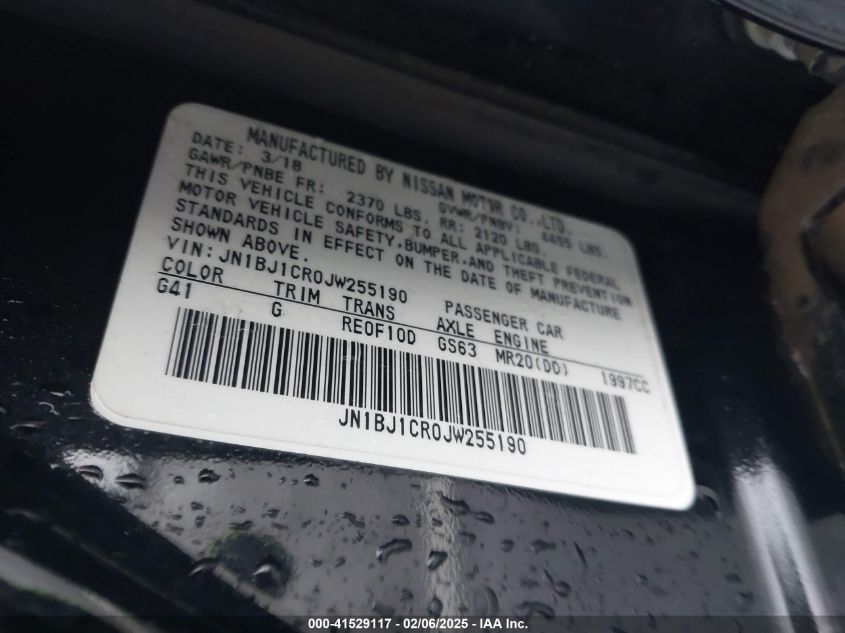 MANUFACTURED BY NISSAN MOTOR CO.,LTD.
DATE: 3/18 GVWR/PNBV: 4455 LBS.
GAWR/PNBE FR: 2370 LBS. RR: 2120 LBS.
THIS VEHICLE CONFORMS TO ALL APPLICABLE FEDERAL
MOTOR VEHICLE SAFETY,BUMPER,AND THEFT PREVENTION
STANDARDS IN EFFECT ON THE DATE OF MANUFACTURE
SHOWN ABOVE.
VIN:JN1BJ1CR0JW255190 PASSENGER CAR
COLOR TRIM TRANS AXLE ENGINE
G41 G RE0F10D GS63 MR20(DD) 1997CC
JN1BJ1CR0JW255190
000-41529117 - 02/06/2025 - IAA Inc.